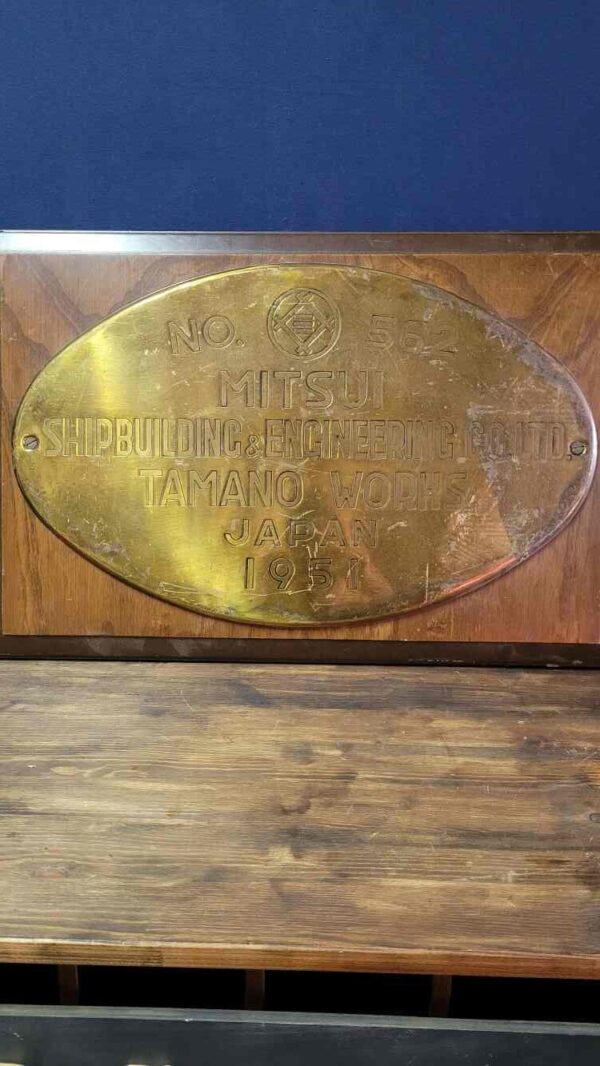 NO. 562
MITSUI
SHIPBUILDING & ENGINEERING CO. LTD.
TAMANO WORKS
JAPAN
1951